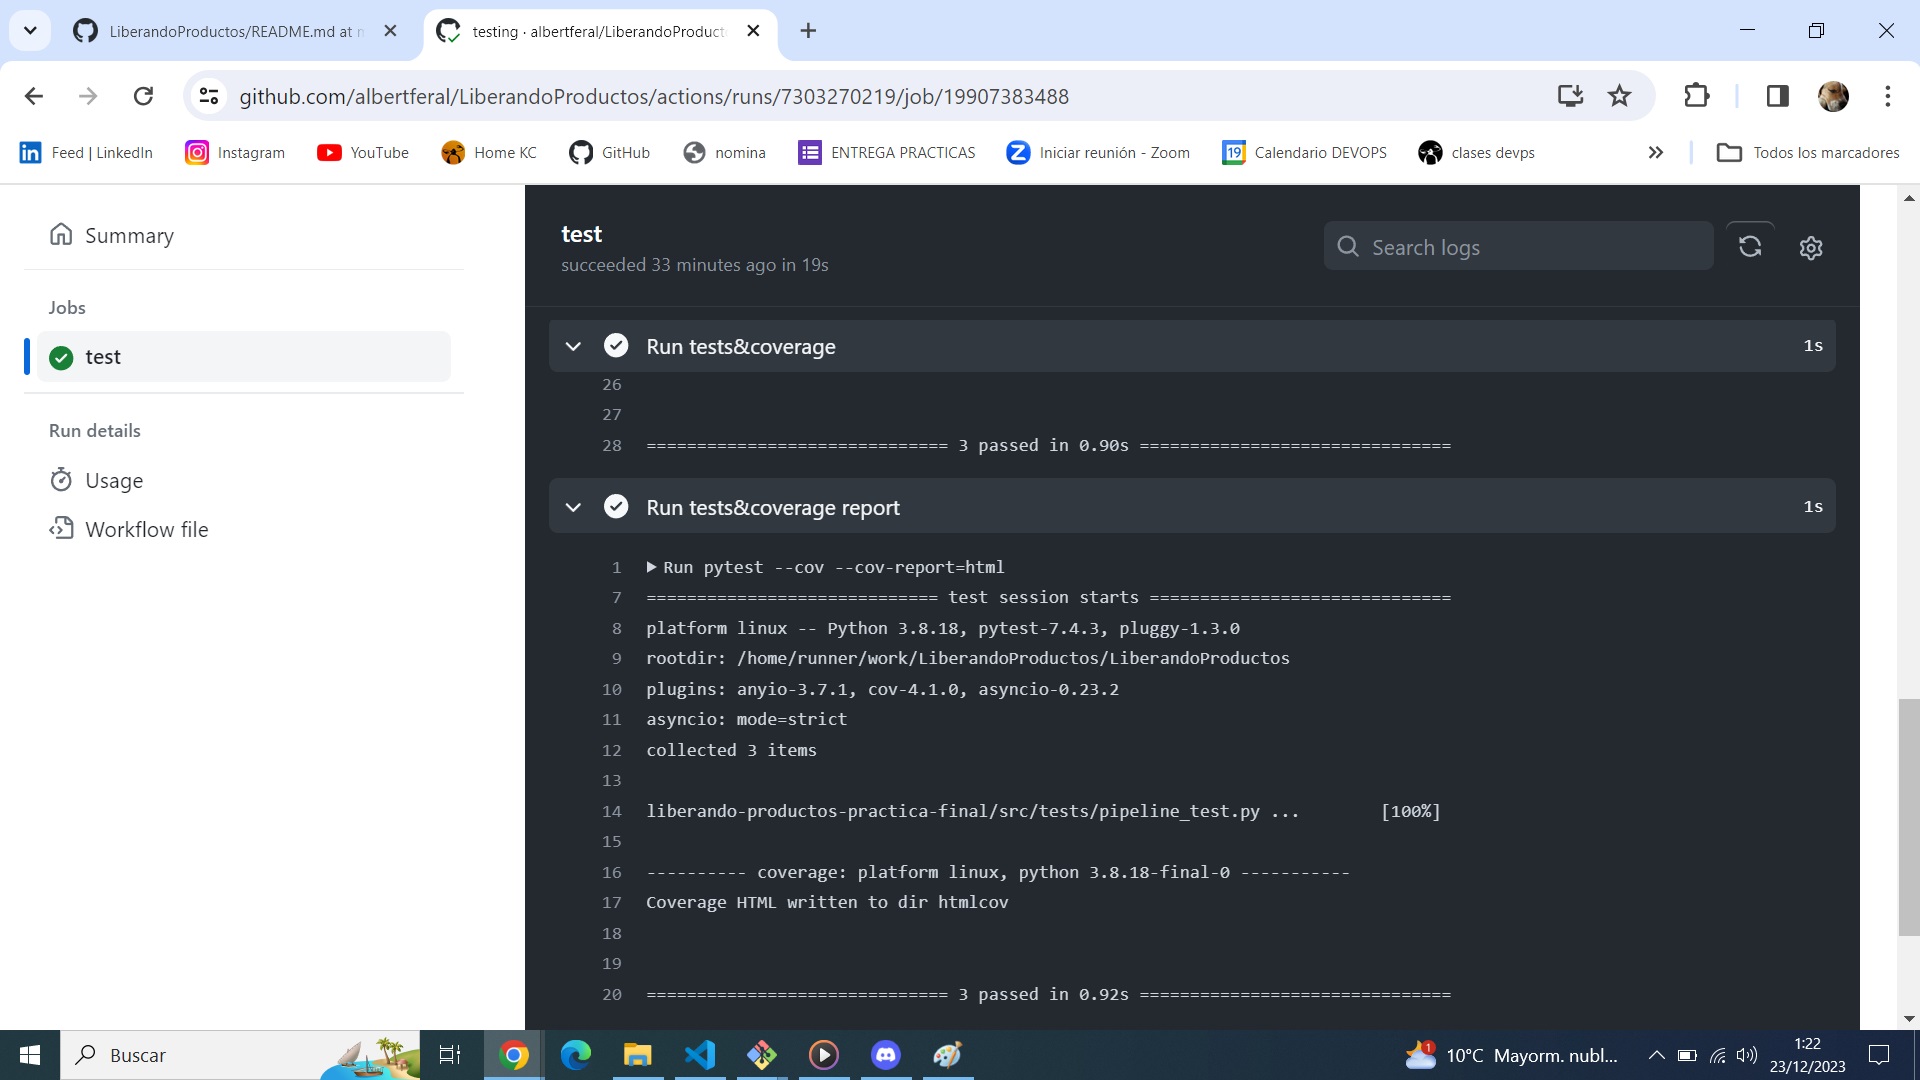 LiberandoProductos/README.md at m
testing · albertferal/LiberandoProduct
github.com/albertferal/LiberandoProductos/actions/runs/7303270219/job/19907383488
Feed | LinkedIn
Instagram
YouTube
Home KC
GitHub
nomina
ENTREGA PRACTICAS
Iniciar reunión - Zoom
19
Calendario DEVOPS
clases devps
Todos los marcadores
Summary
Jobs
test
Run details
Usage
Workflow file
test
succeeded 33 minutes ago in 19s
Search logs
Run tests&coverage 1s
26
27
28 ============================== 3 passed in 0.90s ===============================
Run tests&coverage report 1s
1 Run pytest --cov --cov-report=html
7 ============================= test session starts ==============================
8 platform linux -- Python 3.8.18, pytest-7.4.3, pluggy-1.3.0
9 rootdir: /home/runner/work/LiberandoProductos/LiberandoProductos
10 plugins: anyio-3.7.1, cov-4.1.0, asyncio-0.23.2
11 asyncio: mode=strict
12 collected 3 items
13
14 liberando-productos-practica-final/src/tests/pipeline_test.py ... [100%]
15
16 ---------- coverage: platform linux, python 3.8.18-final-0 -----------
17 Coverage HTML written to dir htmlcov
18
19
20 ============================== 3 passed in 0.92s ===============================
Buscar
1
10°C Mayorm. nubl...
1:22
23/12/2023